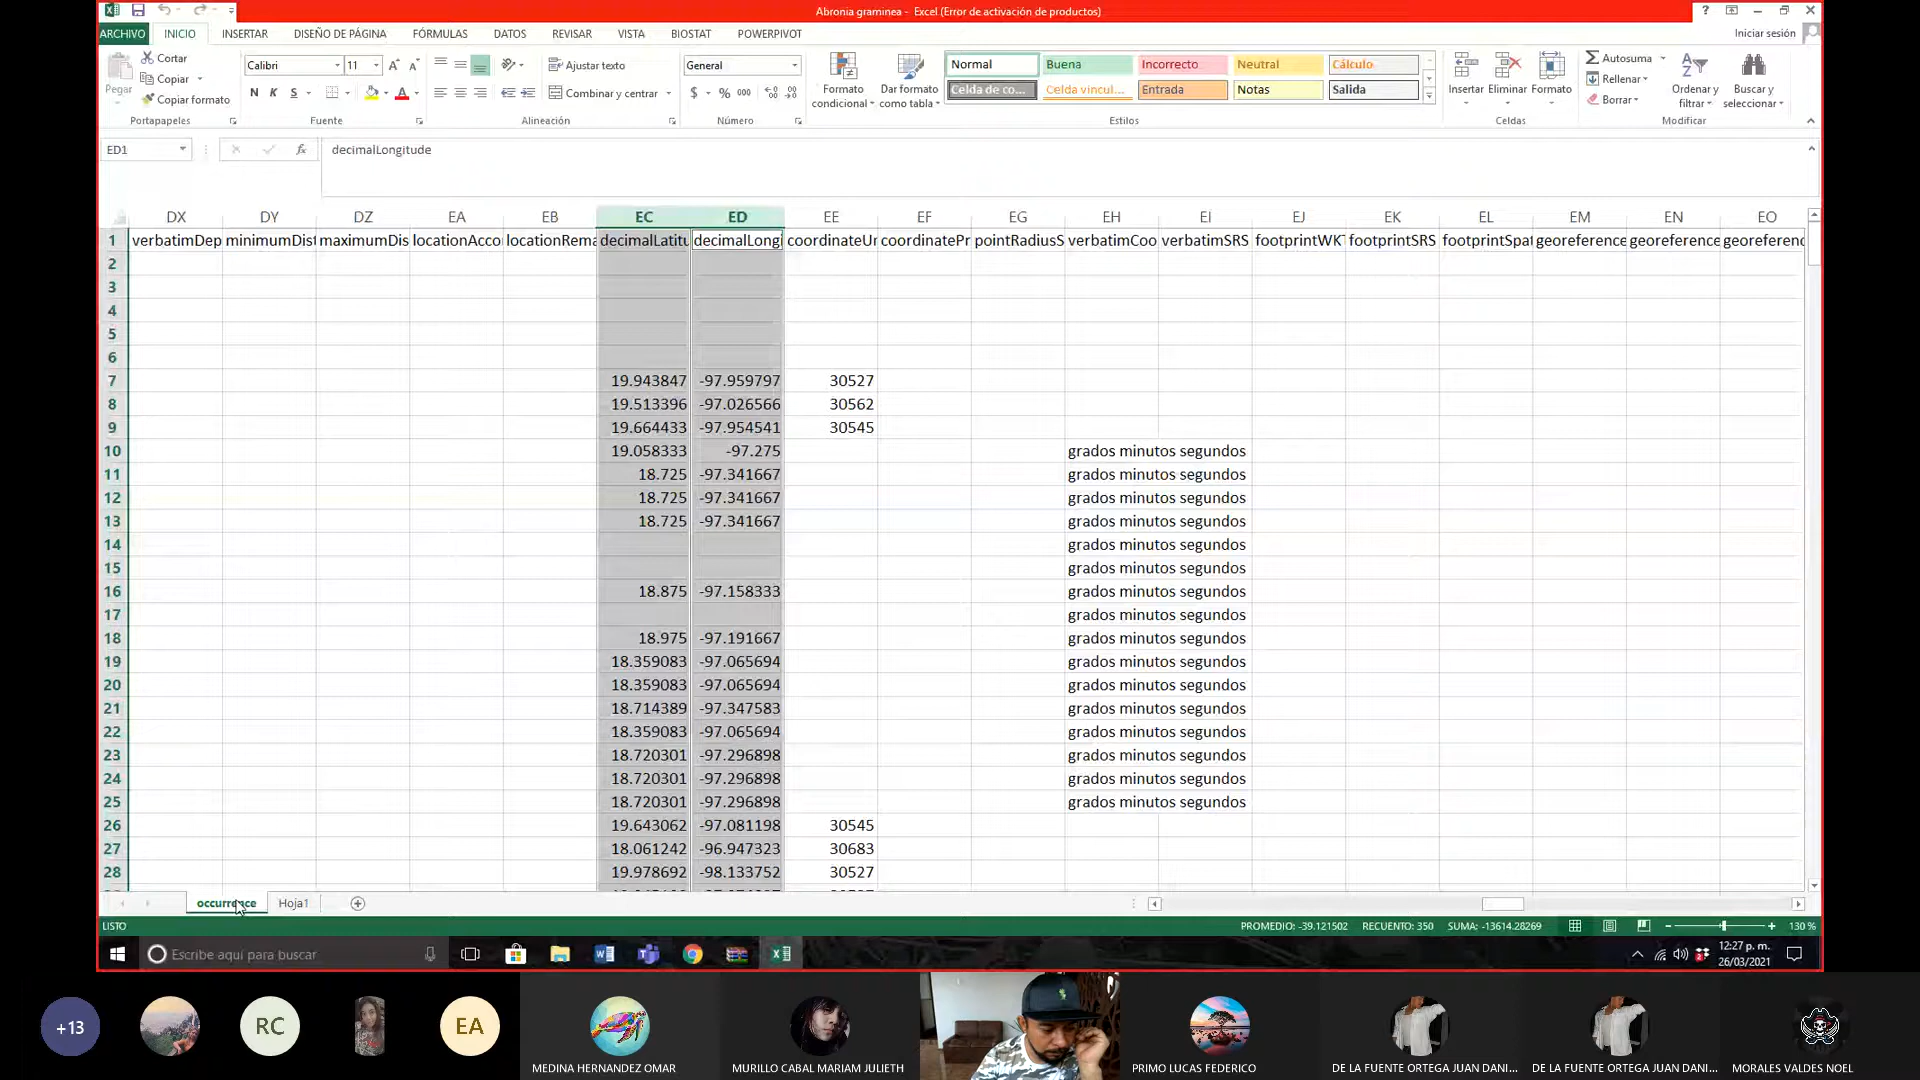 Abronia graminea - Excel (Error de activación de productos)
ARCHIVO INICIO INSERTAR DISEÑO DE PÁGINA FÓRMULAS DATOS REVISAR VISTA BIOSTAT POWERPIVOT Iniciar sesión
Pegar
Cortar
Copiar
Copiar formato
Portapapeles
Calibri 11
N K S
Fuente
Ajustar texto
Combinar y centrar
Alineación
General
$ % 000
Número
Formato condicional
Dar formato como tabla
Normal Buena Incorrecto Neutral Cálculo
Celda de co... Celda vincul... Entrada Notas Salida
Estilos
Insertar Eliminar Formato
Celdas
Autosuma
Rellenar
Borrar
Ordenar y filtrar
Buscar y seleccionar
Modificar
ED1 fx decimalLongitude
DX DY DZ EA EB EC ED EE EF EG EH EI EJ EK EL EM EN EO
1 verbatimDep minimumDist maximumDis locationAcco locationRema decimalLatitu decimalLongi coordinateUn coordinatePr pointRadiusS verbatimCoo verbatimSRS footprintWKT footprintSRS footprintSpat georeference georeference georeferenc
2
3
4
5
6
7 19.943847 -97.959797 30527
8 19.513396 -97.026566 30562
9 19.664433 -97.954541 30545
10 19.058333 -97.275 grados minutos segundos
11 18.725 -97.341667 grados minutos segundos
12 18.725 -97.341667 grados minutos segundos
13 18.725 -97.341667 grados minutos segundos
14 grados minutos segundos
15 grados minutos segundos
16 18.875 -97.158333 grados minutos segundos
17 grados minutos segundos
18 18.975 -97.191667 grados minutos segundos
19 18.359083 -97.065694 grados minutos segundos
20 18.359083 -97.065694 grados minutos segundos
21 18.714389 -97.347583 grados minutos segundos
22 18.359083 -97.065694 grados minutos segundos
23 18.720301 -97.296898 grados minutos segundos
24 18.720301 -97.296898 grados minutos segundos
25 18.720301 -97.296898 grados minutos segundos
26 19.643062 -97.081198 30545
27 18.061242 -96.947323 30683
28 19.978692 -98.133752 30527
occurrence Hoja1
LISTO PROMEDIO: -39.121502 RECUENTO: 350 SUMA: -13614.28269 130 %
Escribe aquí para buscar
12:27 p. m.
26/03/2021
+13 RC EA
MEDINA HERNANDEZ OMAR MURILLO CABAL MARIAM JULIETH PRIMO LUCAS FEDERICO DE LA FUENTE ORTEGA JUAN DANI... DE LA FUENTE ORTEGA JUAN DANI... MORALES VALDES NOEL